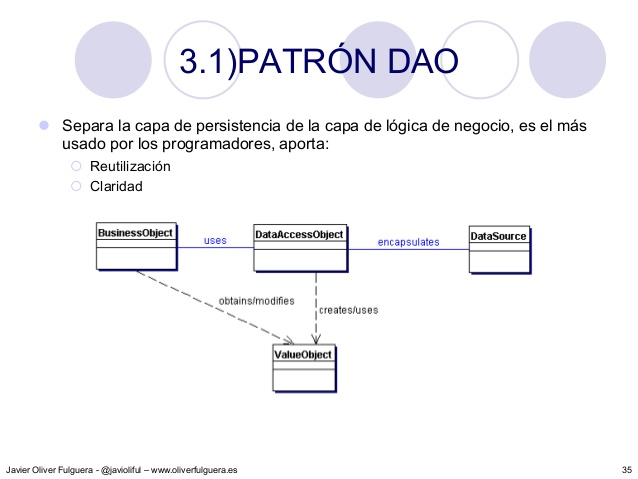 3.1)PATRÓN DAO
Separa la capa de persistencia de la capa de lógica de negocio, es el más
usado por los programadores, aporta:
Reutilización
Claridad
BusinessObject
uses
DataAccessObject
encapsulates
DataSource
obtains/modifies
creates/uses
ValueObject
Javier Oliver Fulguera - @javioliful – www.oliverfulguera.es
35